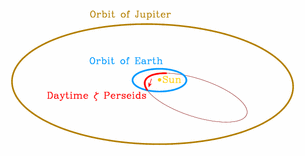 Orbit of Jupiter
Orbit of Earth
Sun
Daytime ζ Perseids